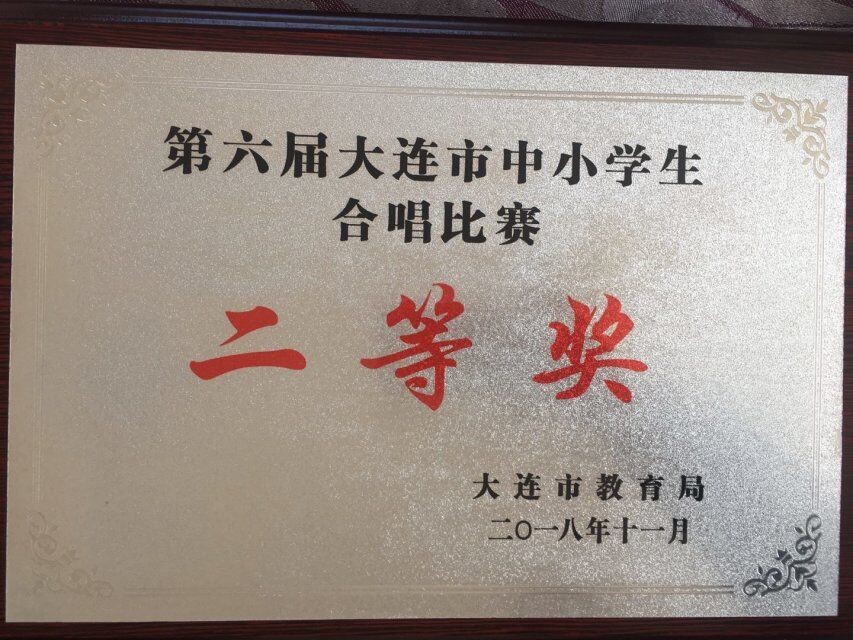 第六届大连市中小学生
合唱比赛
二等奖
大连市教育局
二〇一八年十一月